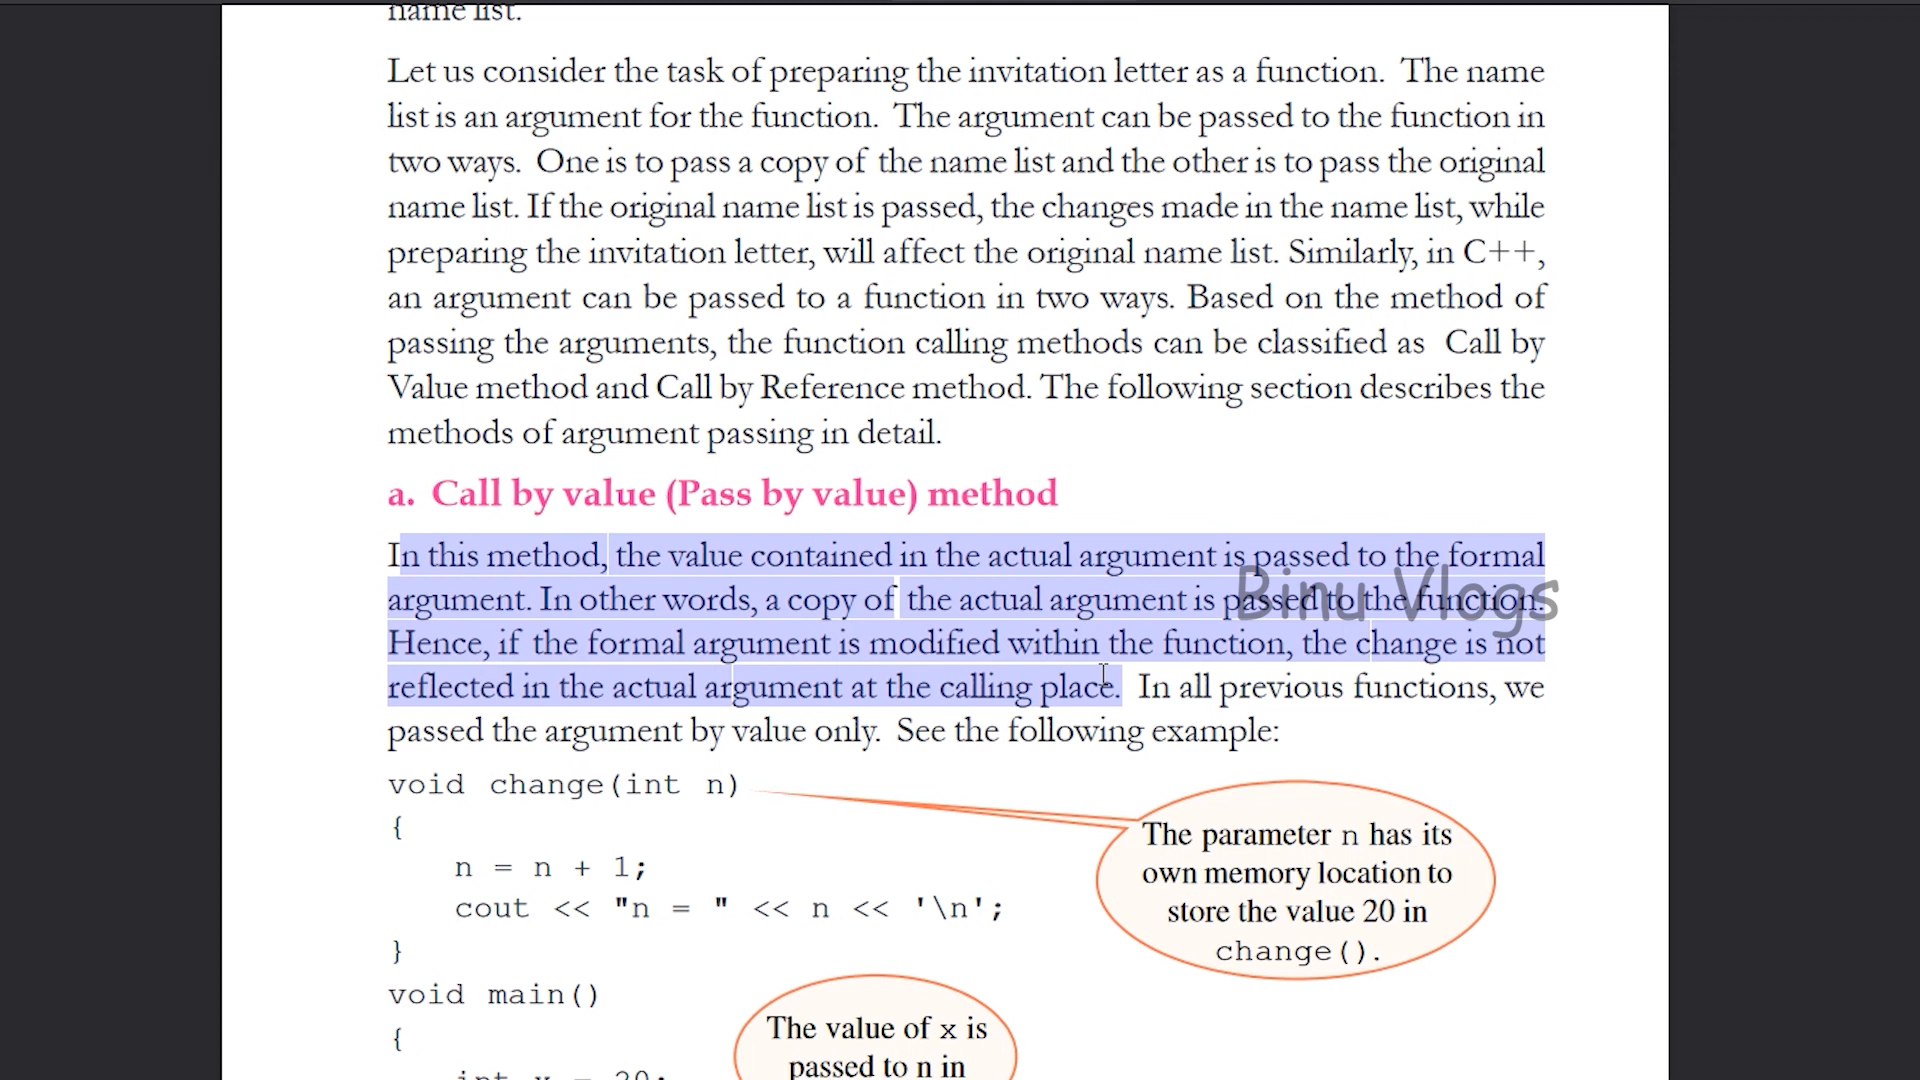 name list.
Let us consider the task of preparing the invitation letter as a function. The name
list is an argument for the function. The argument can be passed to the function in
two ways. One is to pass a copy of the name list and the other is to pass the original
name list. If the original name list is passed, the changes made in the name list, while
preparing the invitation letter, will affect the original name list. Similarly, in C++,
an argument can be passed to a function in two ways. Based on the method of
passing the arguments, the function calling methods can be classified as Call by
Value method and Call by Reference method. The following section describes the
methods of argument passing in detail.
a. Call by value (Pass by value) method
In this method, the value contained in the actual argument is passed to the formal
argument. In other words, a copy of the actual argument is passed to the function.
Hence, if the formal argument is modified within the function, the change is not
reflected in the actual argument at the calling place. In all previous functions, we
passed the argument by value only. See the following example:
Binu Vlogs
void change(int n)
{
n = n + 1;
cout << "n = " << n << '\n';
}
The parameter n has its
own memory location to
store the value 20 in
change().
void main()
{
int x = 20;
The value of x is
passed to n in